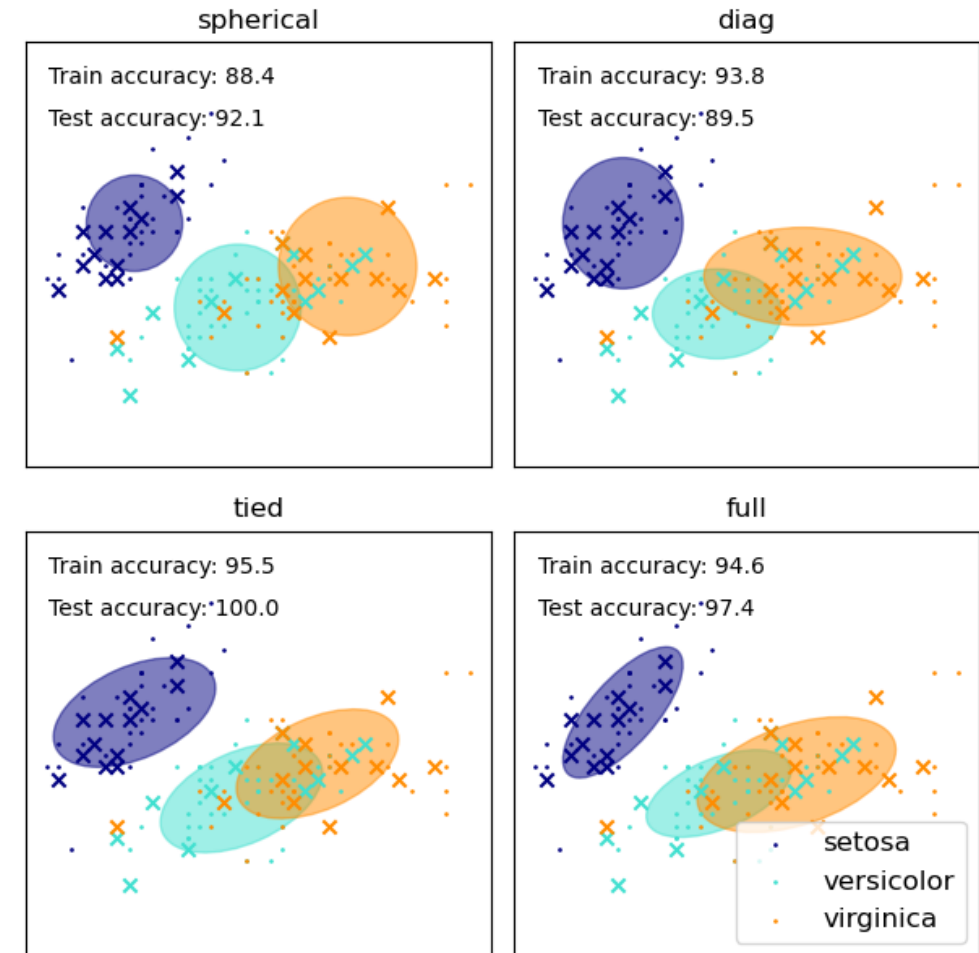 spherical
Train accuracy: 88.4
Test accuracy: 92.1
diag
Train accuracy: 93.8
Test accuracy: 89.5
tied
Train accuracy: 95.5
Test accuracy: 100.0
full
Train accuracy: 94.6
Test accuracy: 97.4
setosa
versicolor
virginica